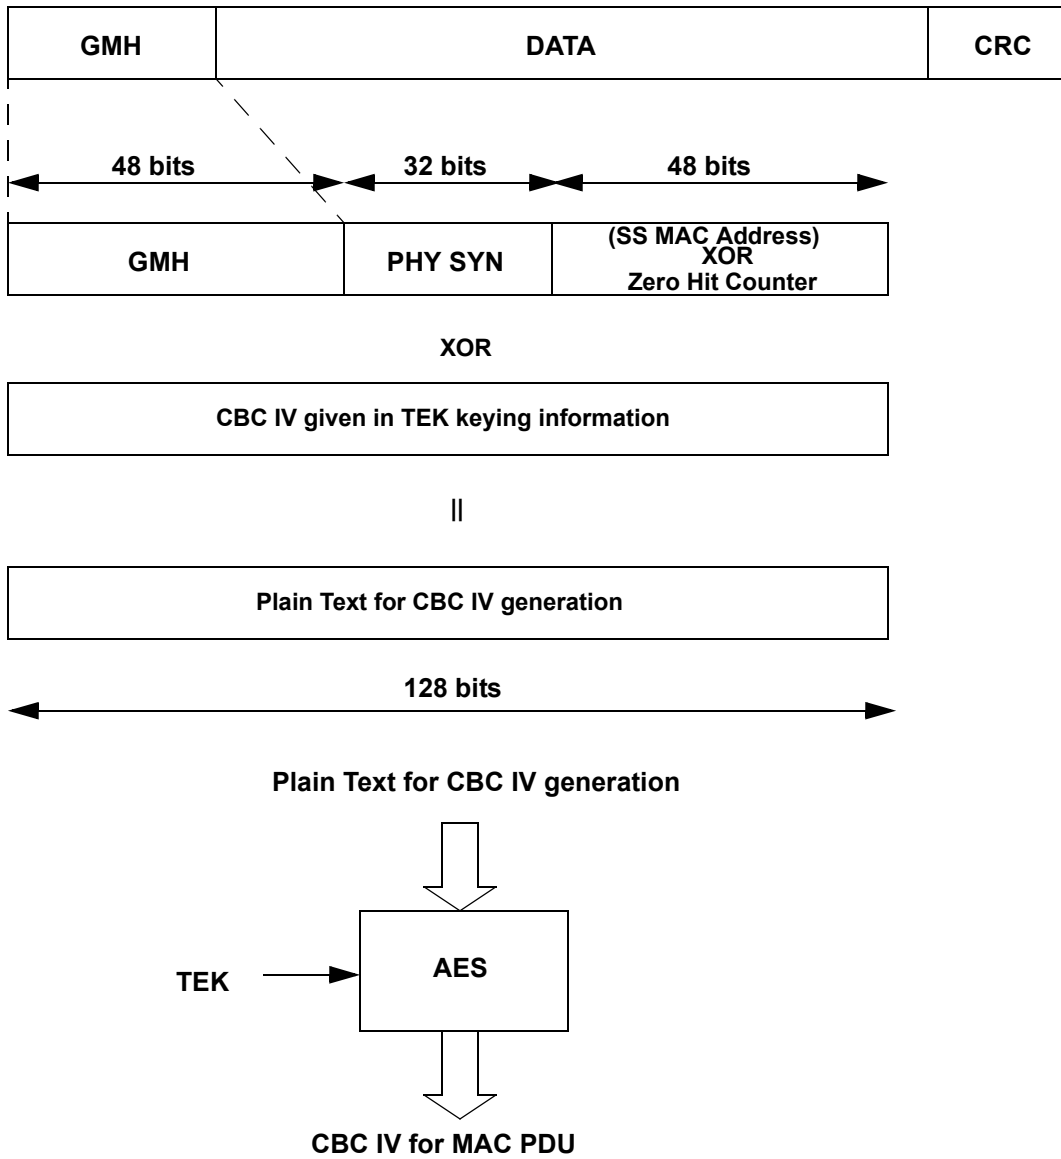 GMH DATA CRC
48 bits 32 bits 48 bits
GMH PHY SYN (SS MAC Address)
XOR
Zero Hit Counter
XOR
CBC IV given in TEK keying information
||
Plain Text for CBC IV generation
128 bits
Plain Text for CBC IV generation
TEK AES
CBC IV for MAC PDU